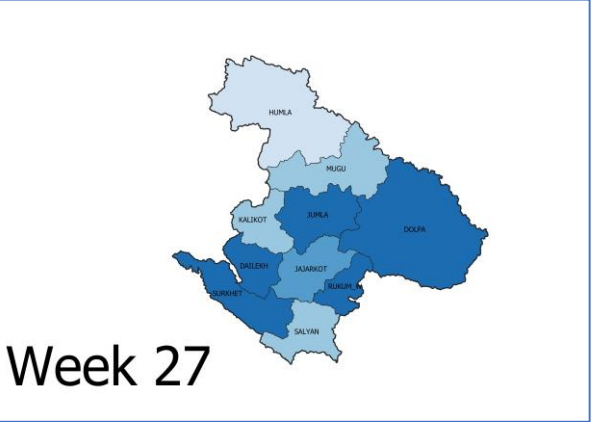 HUMLA
MUGU
KALIKOT
JUMLA
DOLPA
DAILEKH
JAJARKOT
RUKUM_W
SURKHET
SALYAN
Week 27